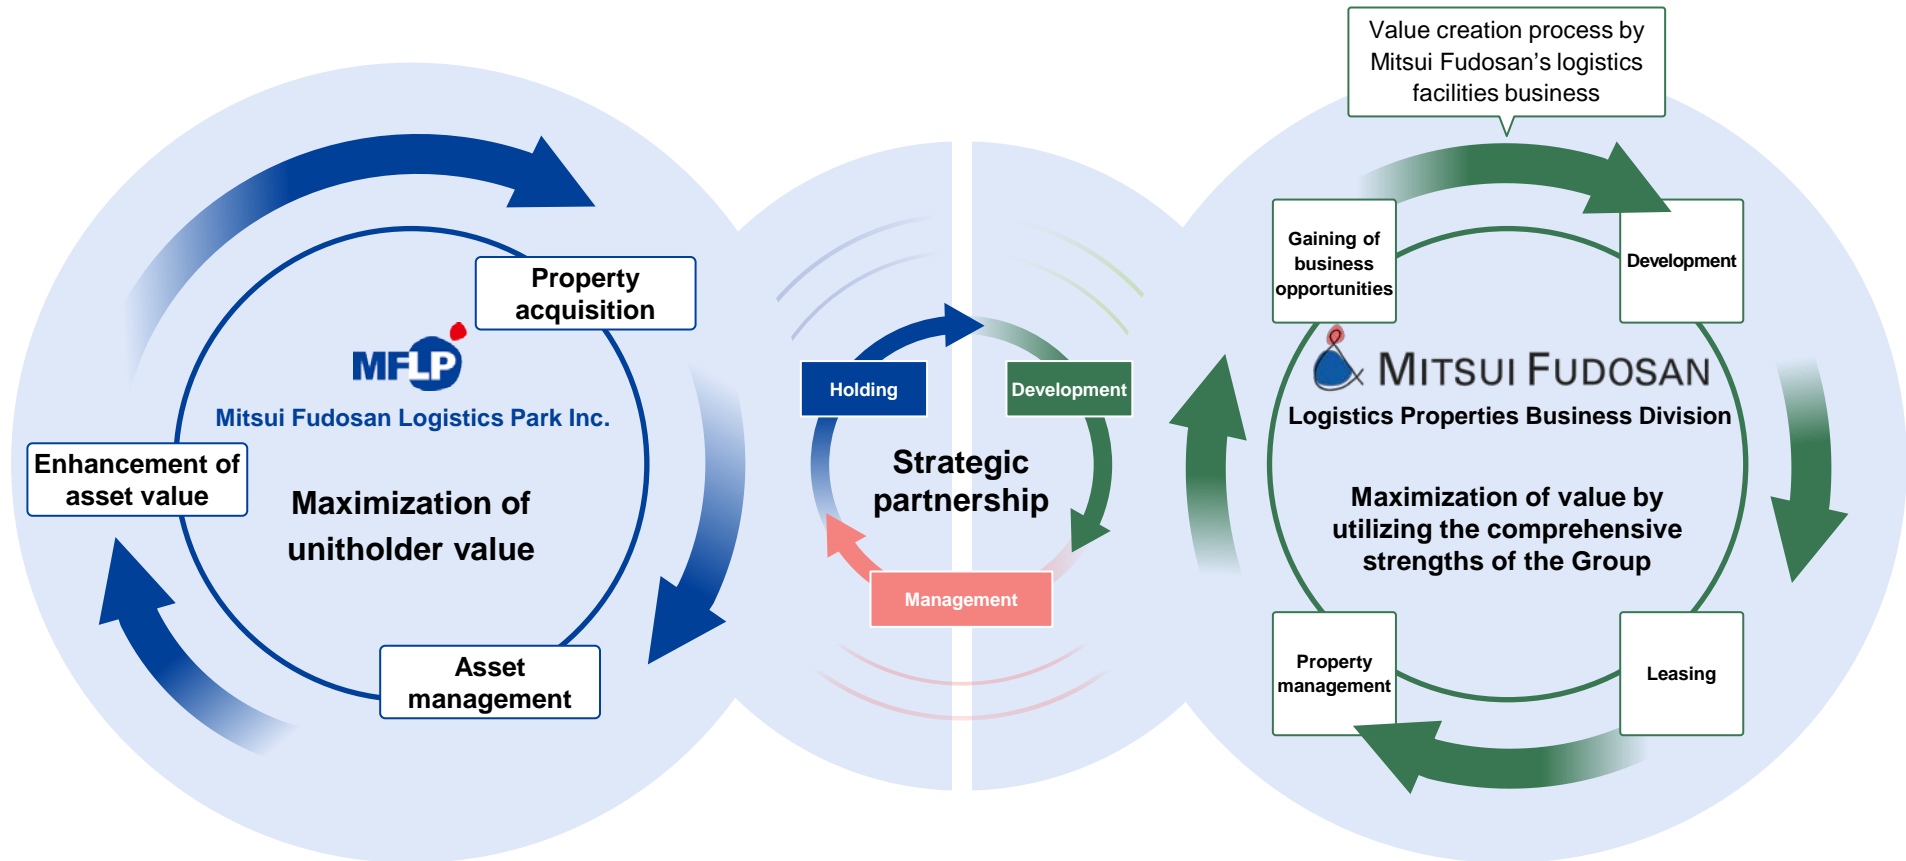 Value creation process by
Mitsui Fudosan’s logistics
facilities business
Property
acquisition
MFLP
Mitsui Fudosan Logistics Park Inc.
Enhancement of
asset value
Maximization of
unitholder value
Asset
management
Holding
Development
Strategic
partnership
Management
Gaining of
business
opportunities
Development
MITSUI FUDOSAN
Logistics Properties Business Division
Maximization of value by
utilizing the comprehensive
strengths of the Group
Property
management
Leasing